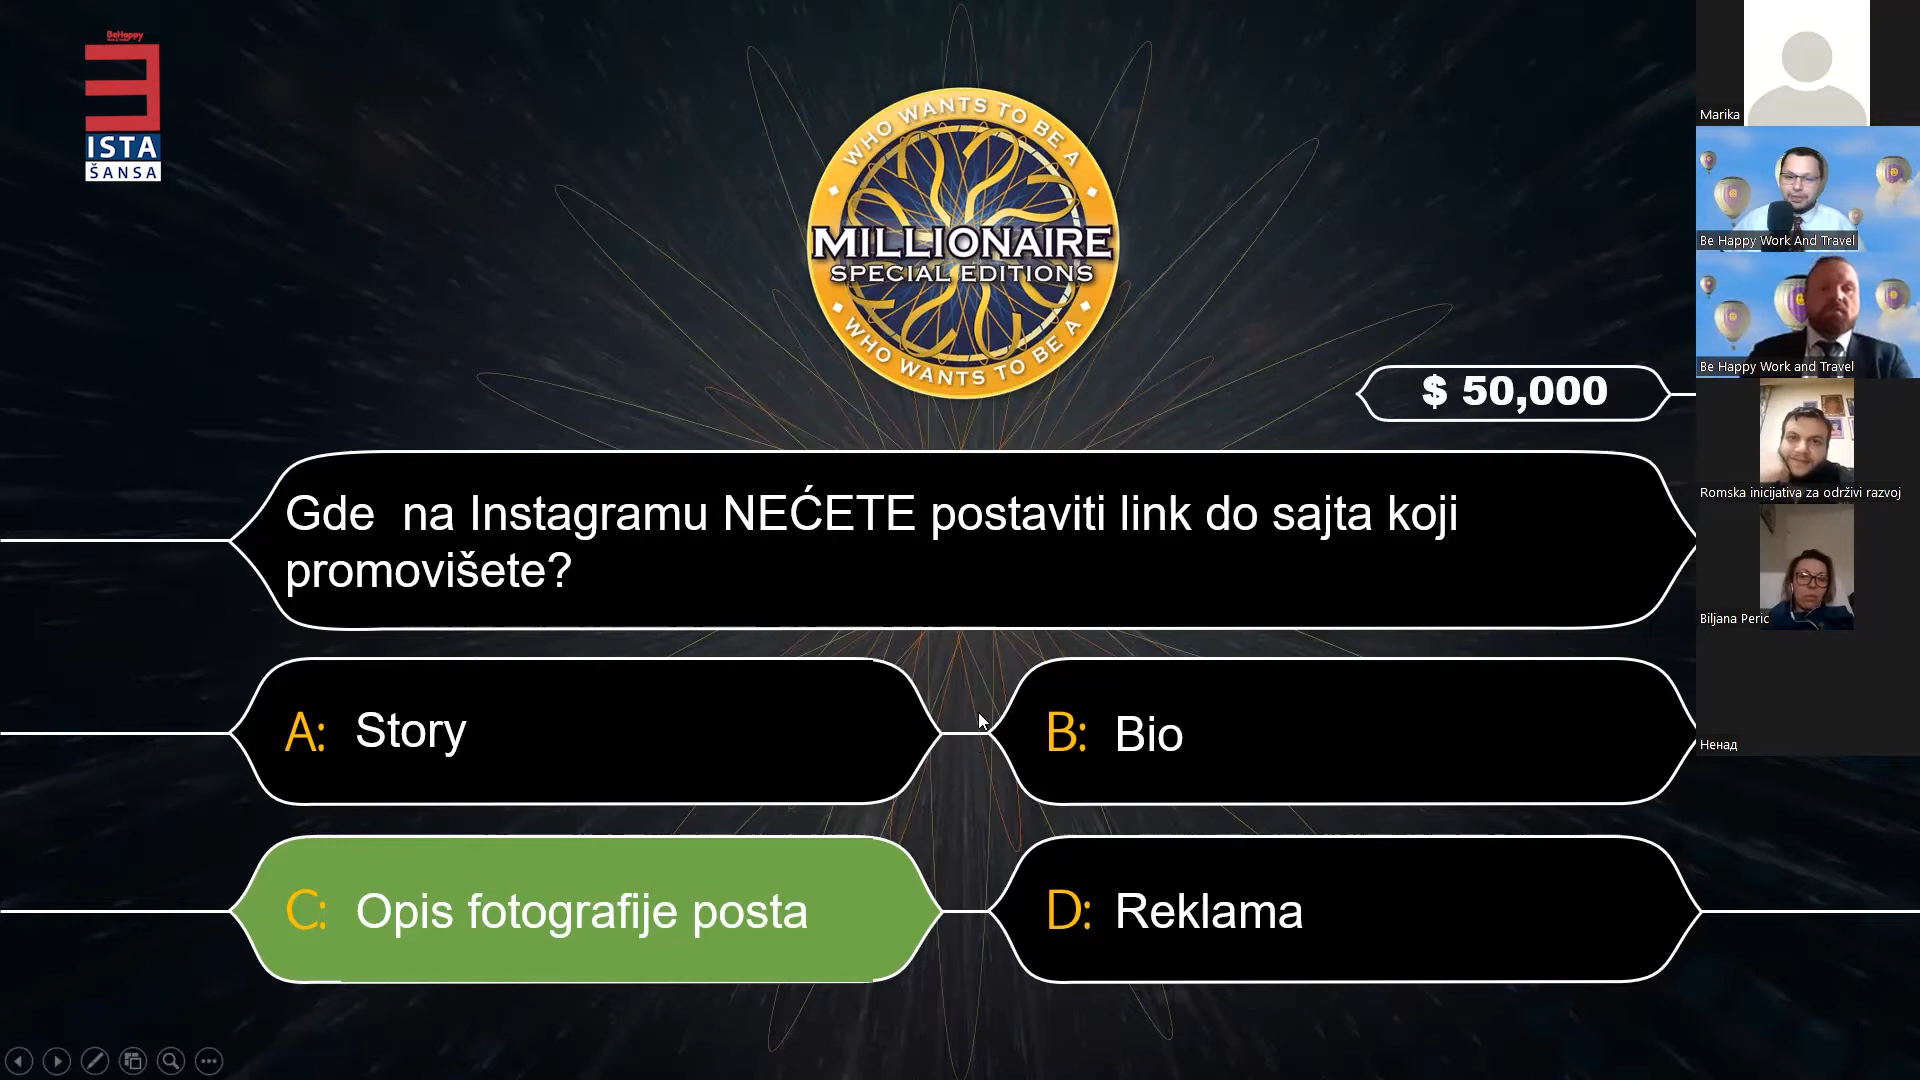 BeHappy
ISTA
ŠANSA
WHO WANTS TO BE A
MILLIONAIRE
SPECIAL EDITIONS
WHO WANTS TO BE A
$ 50,000
Gde na Instagramu NEĆETE postaviti link do sajta koji
promovišete?
A: Story
B: Bio
C: Opis fotografije posta
D: Reklama
Marika
Be Happy Work And Travel
Be Happy Work and Travel
Romska inicijativa za održivi razvoj
Biljana Peric
Ненад